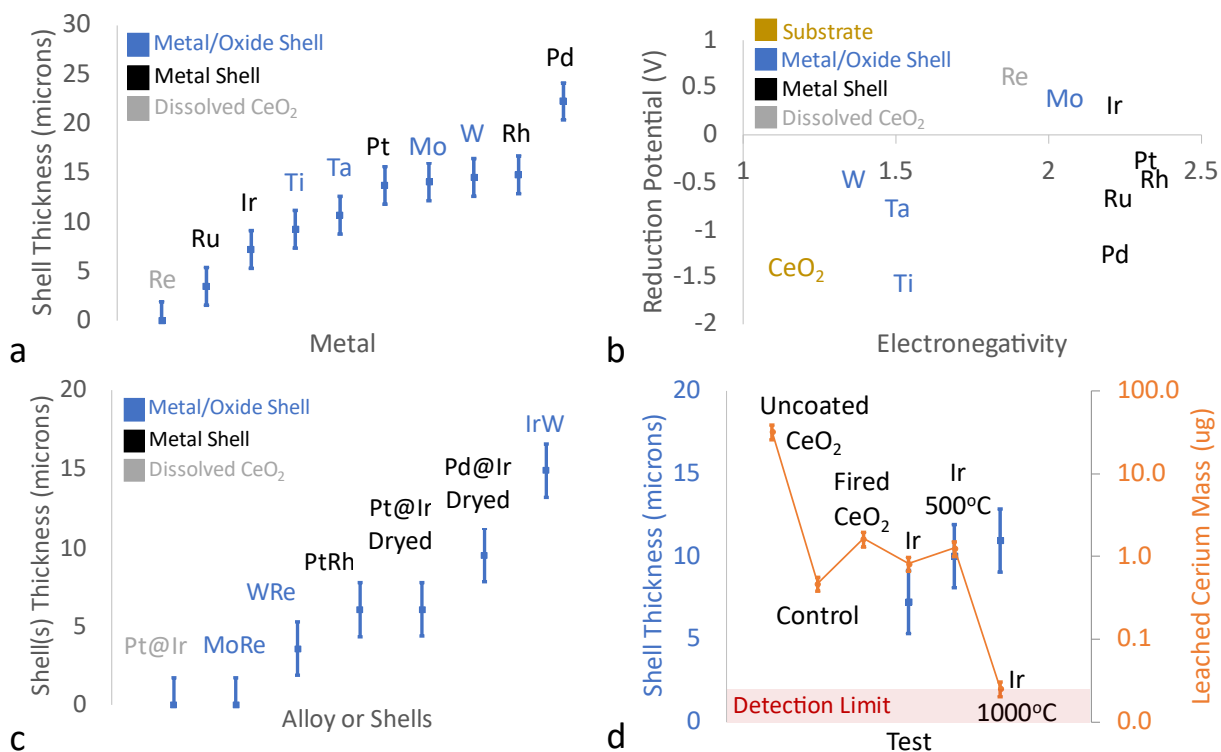 Shell Thickness (microns)
30
25
20
15
10
5
0
Metal/Oxide Shell
Metal Shell
Dissolved CeO₂
Re
Ru
Ir
Ti
Ta
Pt
Mo
W
Rh
Pd
Metal
a
Reduction Potential (V)
Substrate
Metal/Oxide Shell
Metal Shell
Dissolved CeO₂
1
0.5
0
-0.5
-1
-1.5
-2
1
1.5
2
2.5
Re
Mo
Ir
W
Ta
Pt
Rh
Ru
Pd
CeO₂
Ti
Electronegativity
b
Shell(s) Thickness (microns)
20
15
10
5
0
Metal/Oxide Shell
Metal Shell
Dissolved CeO₂
Pt@Ir
MoRe
WRe
PtRh
Pt@Ir
Dryed
Pd@Ir
Dryed
IrW
Alloy or Shells
c
Shell Thickness (microns)
20
15
10
5
0
Uncoated
CeO₂
Control
Fired
CeO₂
Ir
Ir
500°C
Ir
1000°C
Detection Limit
100.0
10.0
1.0
0.1
0.0
Leached Cerium Mass (ug)
Test
d